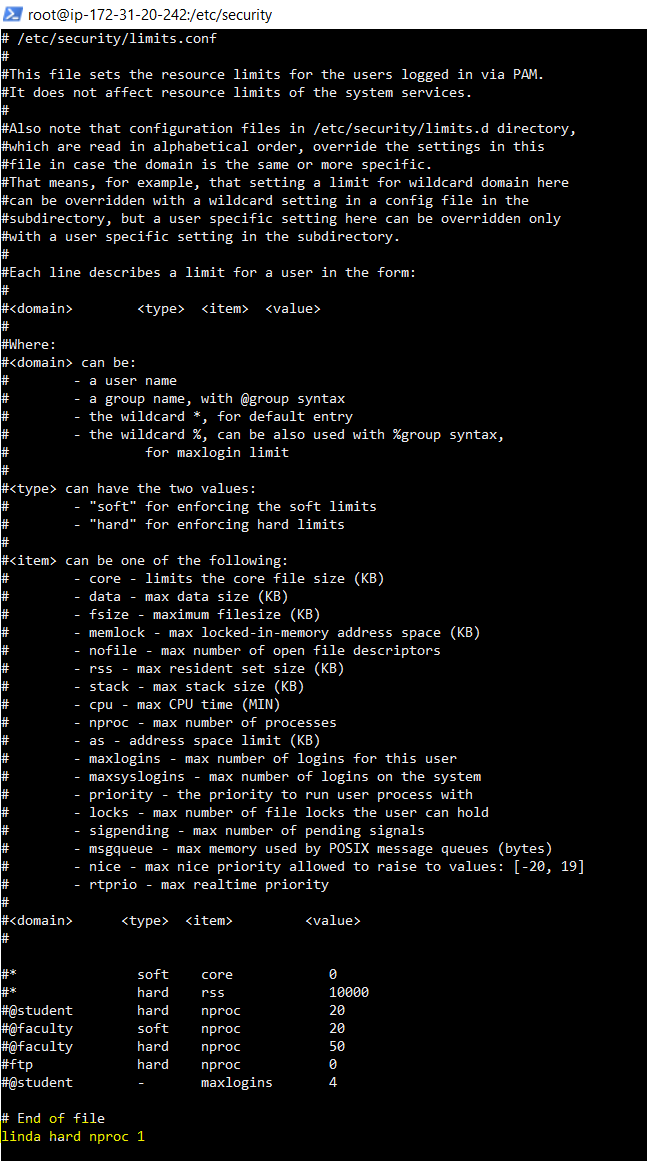 root@ip-172-31-20-242:/etc/security
# /etc/security/limits.conf
#
#This file sets the resource limits for the users logged in via PAM.
#It does not affect resource limits of the system services.
#
#Also note that configuration files in /etc/security/limits.d directory,
#which are read in alphabetical order, override the settings in this
#file in case the domain is the same or more specific.
#That means, for example, that setting a limit for wildcard domain here
#can be overridden with a wildcard setting in a config file in the
#subdirectory, but a user specific setting here can be overridden only
#with a user specific setting in the subdirectory.
#
#Each line describes a limit for a user in the form:
#
#<domain>        <type>  <item>  <value>
#
#Where:
#<domain> can be:
#        - a user name
#        - a group name, with @group syntax
#        - the wildcard *, for default entry
#        - the wildcard %, can be also used with %group syntax,
#                 for maxlogin limit
#
#<type> can have the two values:
#        - "soft" for enforcing the soft limits
#        - "hard" for enforcing hard limits
#
#<item> can be one of the following:
#        - core - limits the core file size (KB)
#        - data - max data size (KB)
#        - fsize - maximum filesize (KB)
#        - memlock - max locked-in-memory address space (KB)
#        - nofile - max number of open file descriptors
#        - rss - max resident set size (KB)
#        - stack - max stack size (KB)
#        - cpu - max CPU time (MIN)
#        - nproc - max number of processes
#        - as - address space limit (KB)
#        - maxlogins - max number of logins for this user
#        - maxsyslogins - max number of logins on the system
#        - priority - the priority to run user process with
#        - locks - max number of file locks the user can hold
#        - sigpending - max number of pending signals
#        - msgqueue - max memory used by POSIX message queues (bytes)
#        - nice - max nice priority allowed to raise to values: [-20, 19]
#        - rtprio - max realtime priority
#
#<domain>      <type>  <item>         <value>
#
#*               soft    core            0
#*               hard    rss             10000
#@student        hard    nproc           20
#@faculty        soft    nproc           20
#@faculty        hard    nproc           50
#ftp             hard    nproc           0
#@student        -       maxlogins       4
# End of file
linda hard nproc 1